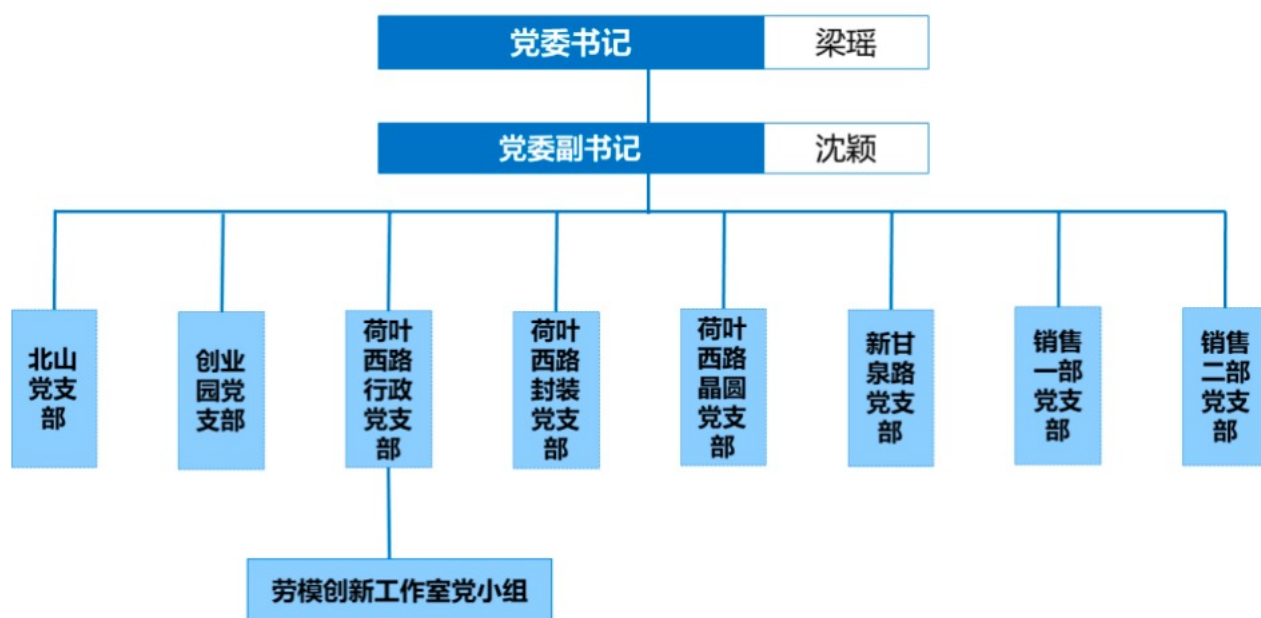 党委书记 梁瑶
党委副书记 沈颖
北山
党支
部
创业
园党
支部
荷叶
西路
行政
党支
部
荷叶
西路
封装
党支
部
荷叶
西路
晶圆
党支
部
新甘
泉路
党支
部
销售
一部
党支
部
销售
二部
党支
部
劳模创新工作室党小组